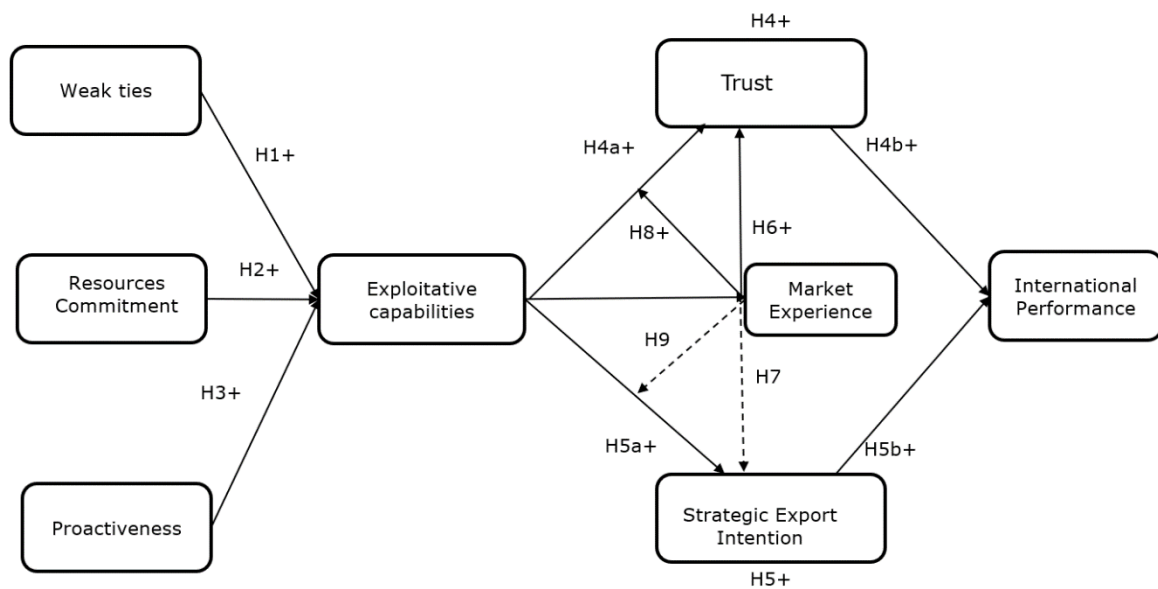 H4+
Trust
Weak ties
H1+
H4a+
H4b+
H8+
H6+
Resources
Commitment
H2+
Exploitative
capabilities
Market
Experience
International
Performance
H9
H7
H3+
H5a+
H5b+
Proactiveness
Strategic Export
Intention
H5+